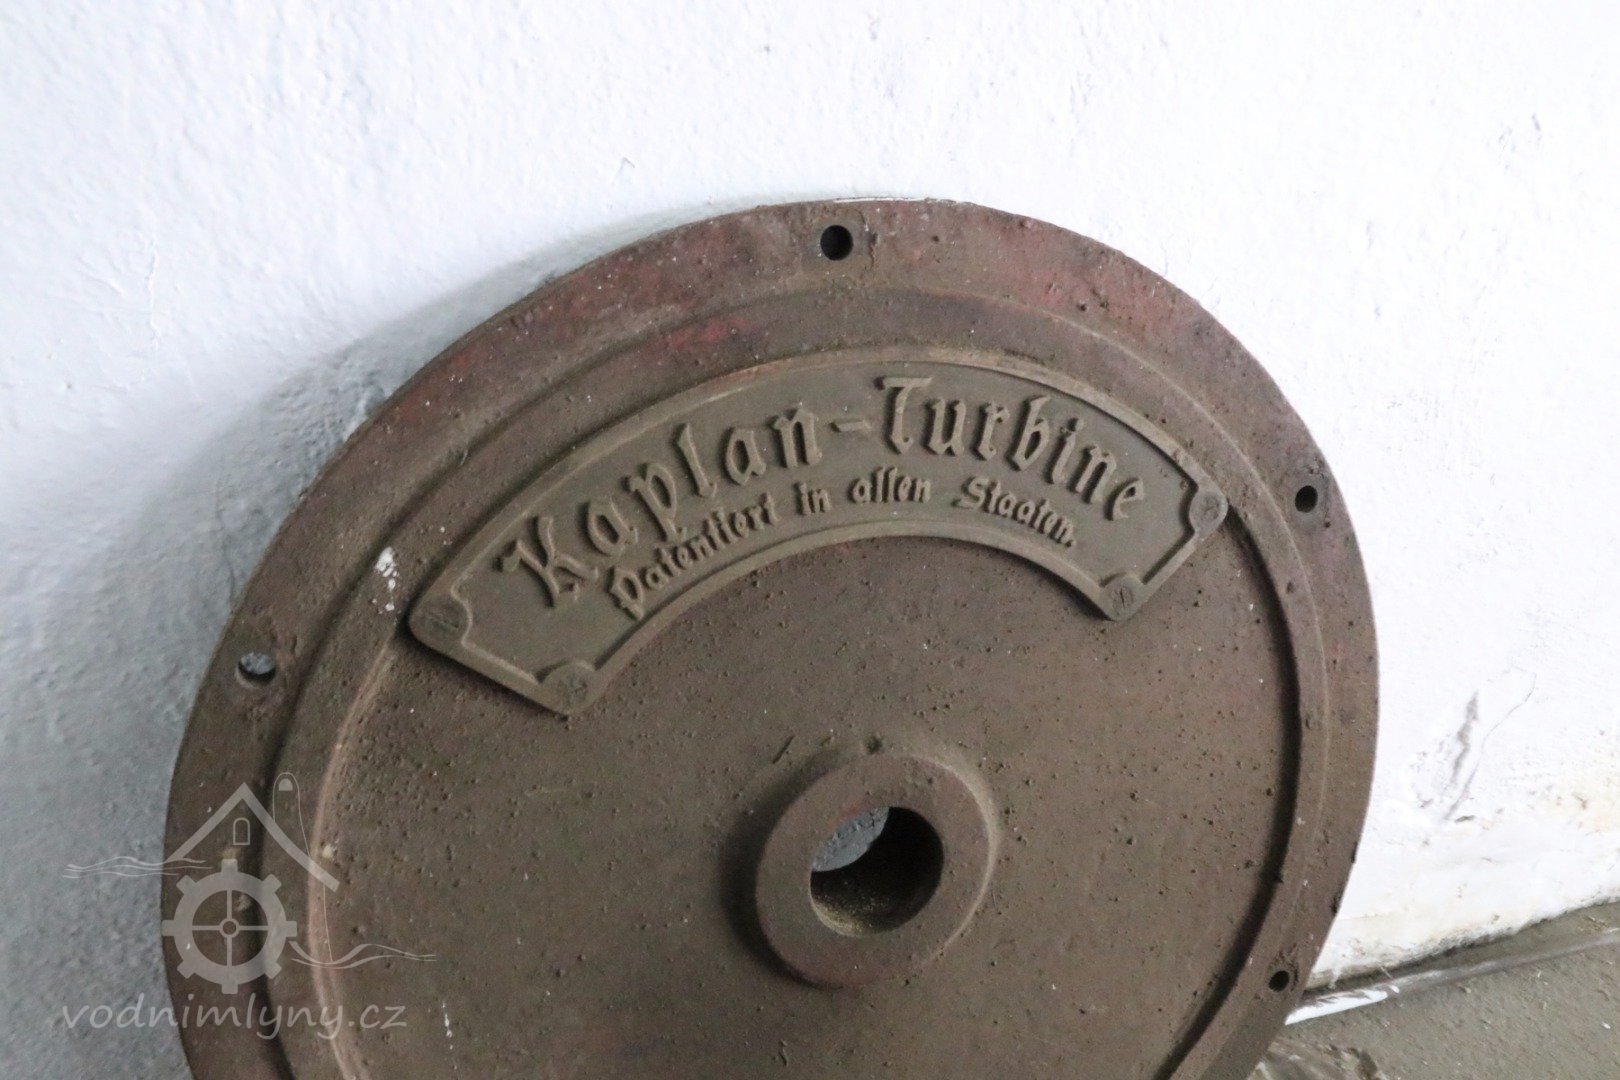 Kaplan-Turbine
Patentiert in allen Staaten.
vodnimlyny.cz